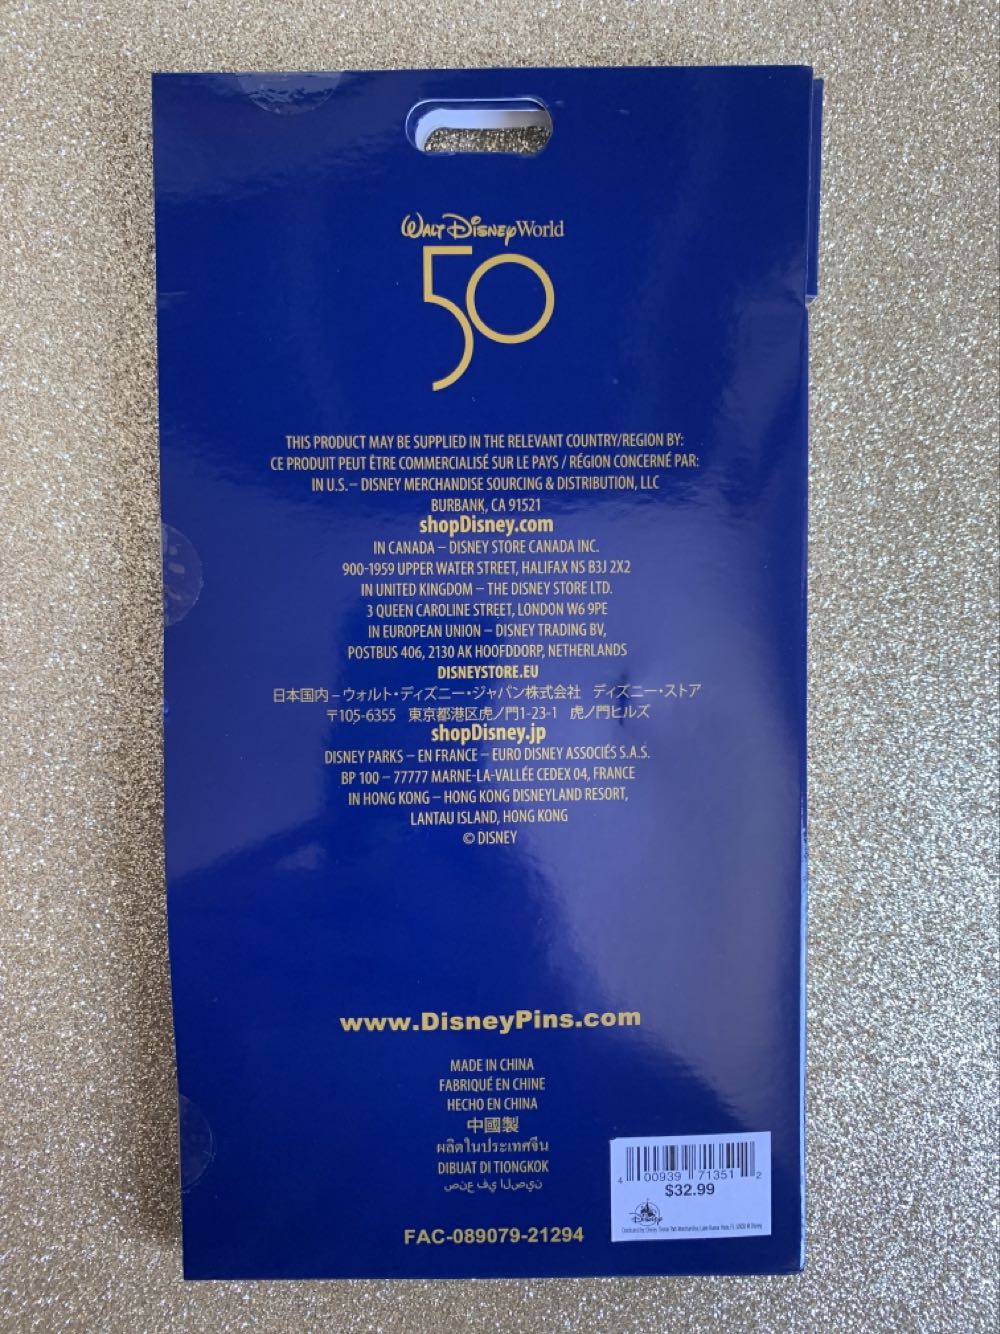 WALT DISNEY World
50
THIS PRODUCT MAY BE SUPPLIED IN THE RELEVANT COUNTRY/REGION BY:
CE PRODUIT PEUT ÊTRE COMMERCIALISÉ SUR LE PAYS / RÉGION CONCERNÉ PAR:
IN U.S. – DISNEY MERCHANDISE SOURCING & DISTRIBUTION, LLC
BURBANK, CA 91521
shopDisney.com
IN CANADA – DISNEY STORE CANADA INC.
900-1959 UPPER WATER STREET, HALIFAX NS B3J 2X2
IN UNITED KINGDOM – THE DISNEY STORE LTD.
3 QUEEN CAROLINE STREET, LONDON W6 9PE
IN EUROPEAN UNION – DISNEY TRADING BV,
POSTBUS 406, 2130 AK HOOFDDORP, NETHERLANDS
DISNEYSTORE.EU
日本国内 – ウォルト・ディズニー・ジャパン株式会社 ディズニー・ストア
〒105-6355 東京都港区虎ノ門1-23-1 虎ノ門ヒルズ
shopDisney.jp
DISNEY PARKS – EN FRANCE – EURO DISNEY ASSOCIÉS S.A.S.
BP 100 – 77777 MARNE-LA-VALLÉE CEDEX 04, FRANCE
IN HONG KONG – HONG KONG DISNEYLAND RESORT,
LANTAU ISLAND, HONG KONG
© DISNEY
www.DisneyPins.com
MADE IN CHINA
FABRIQUÉ EN CHINE
HECHO EN CHINA
中國製
ผลิตในประเทศจีน
DIBUAT DI TIONGKOK
صنع في الصين
FAC-089079-21294
4 00939 71351 2
$32.99
Disney